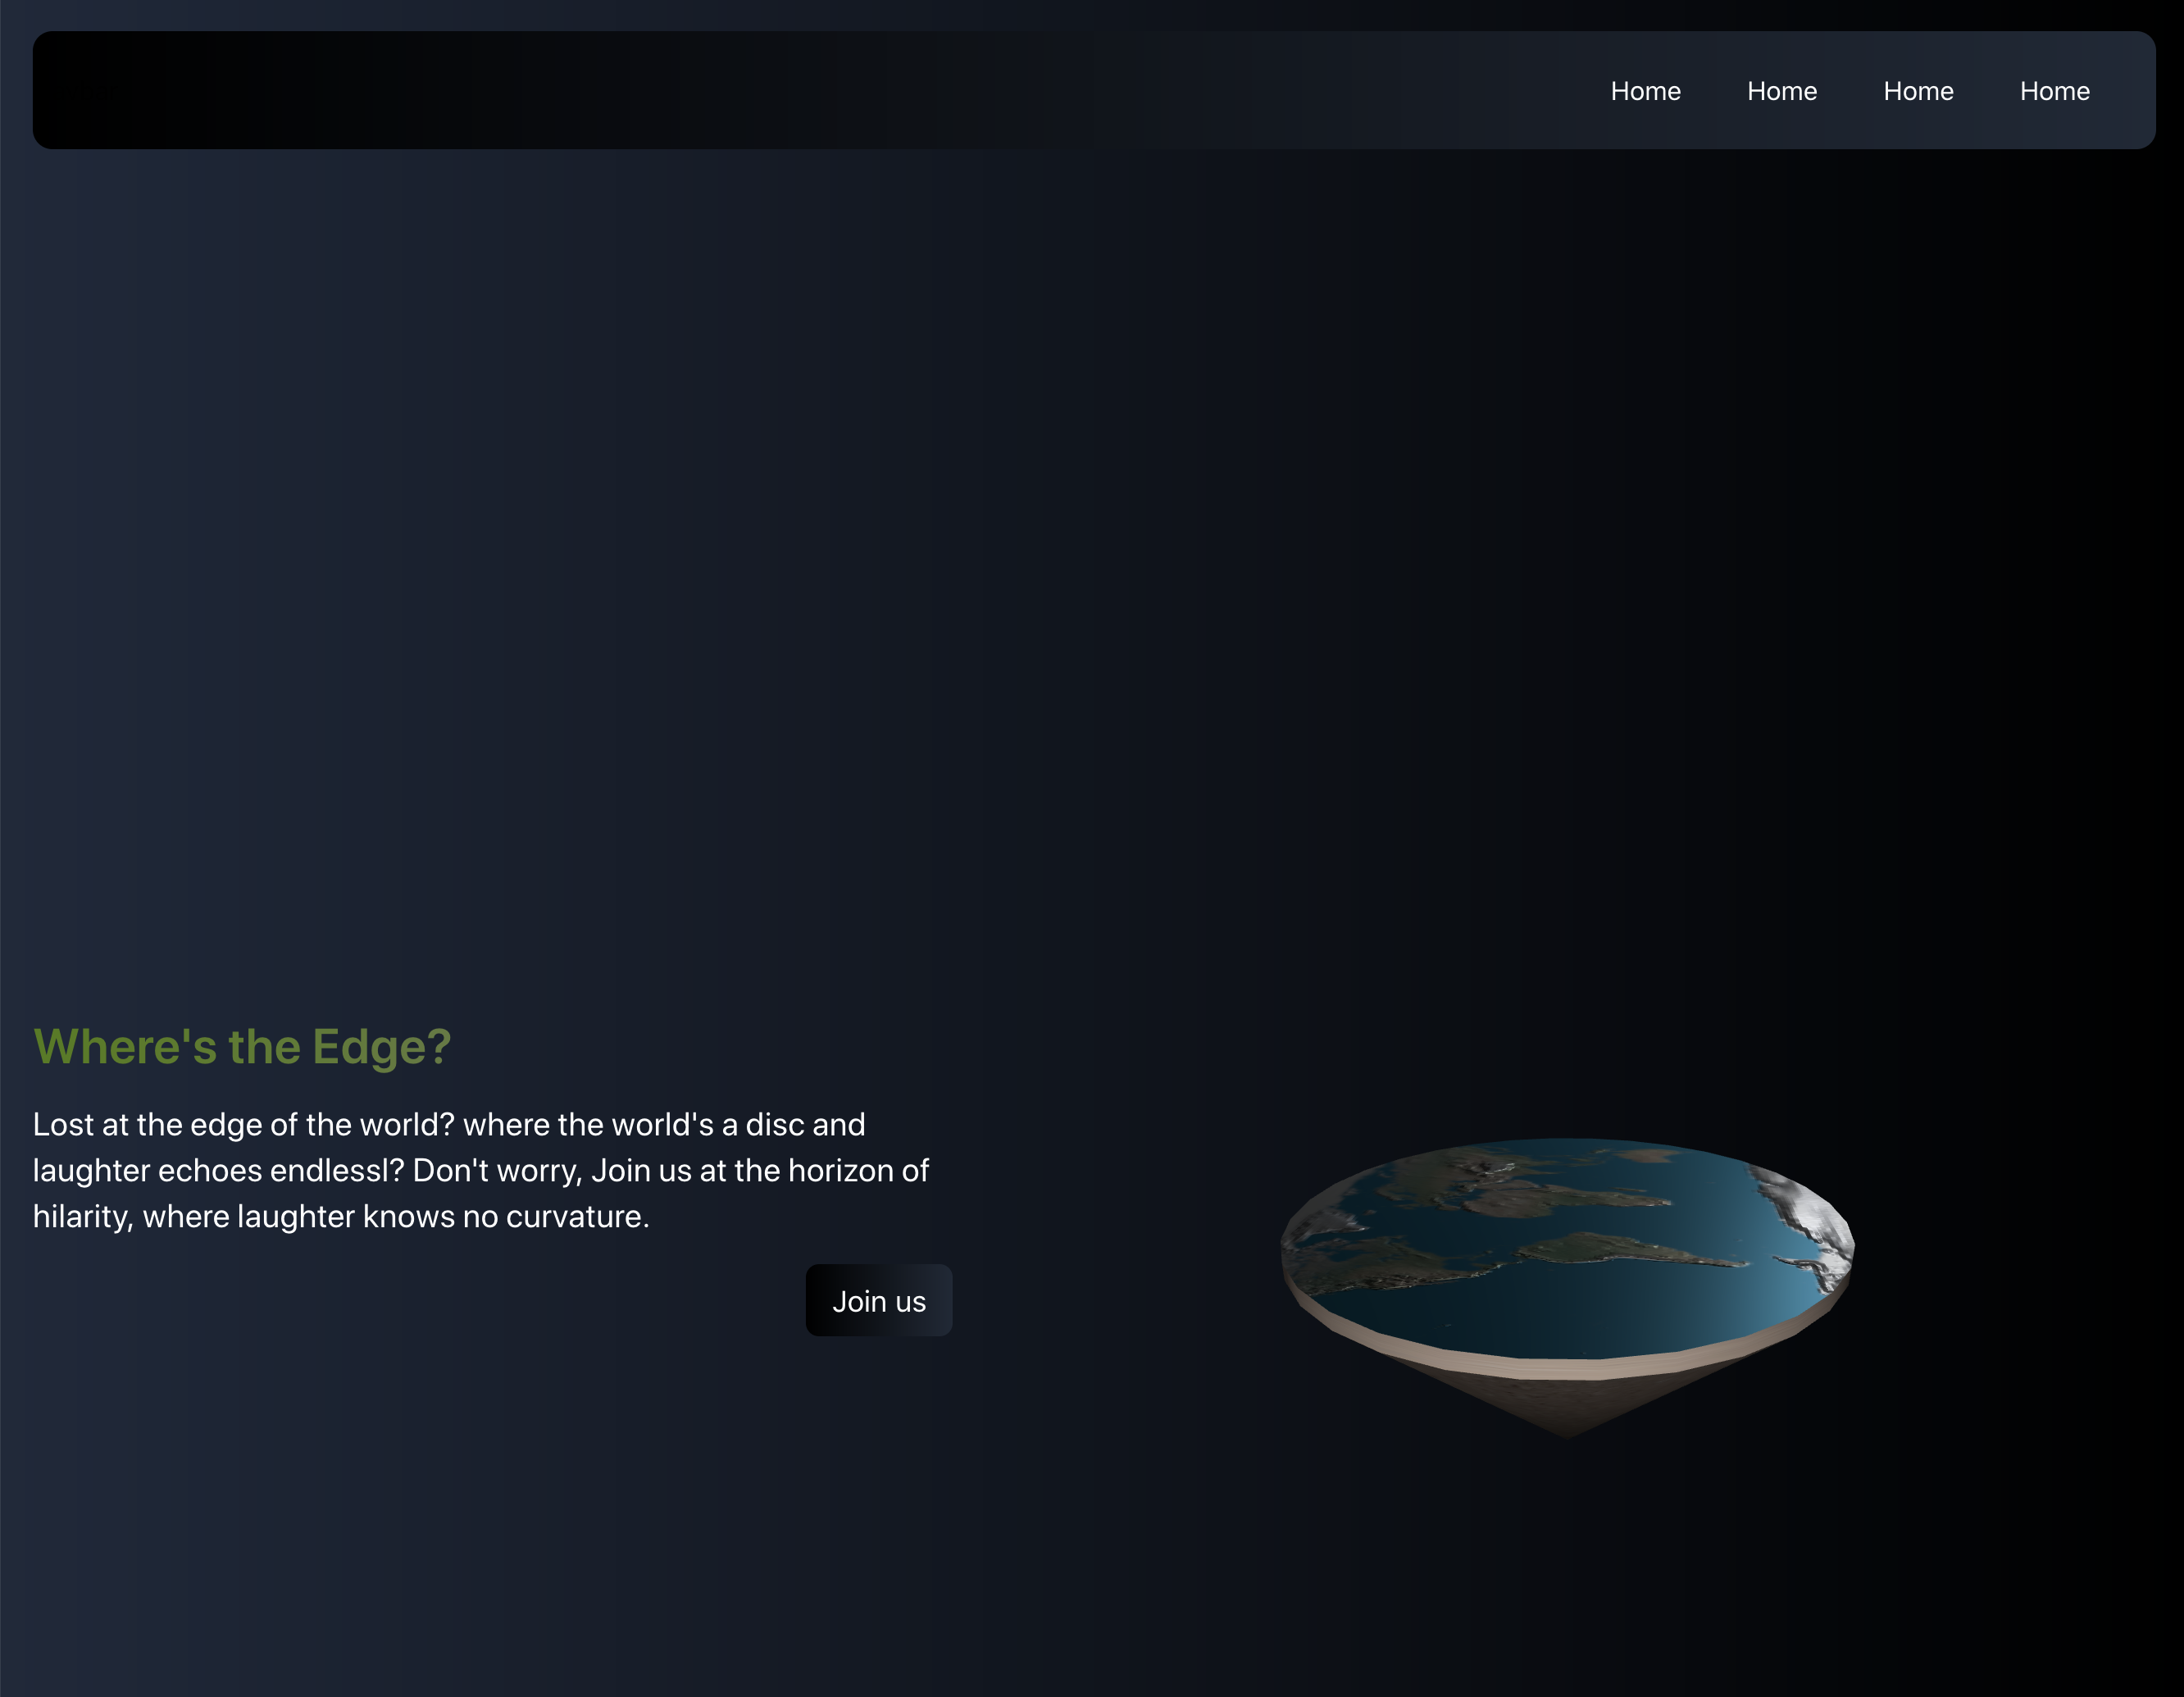 Home Home Home Home
Where's the Edge?
Lost at the edge of the world? where the world's a disc and
laughter echoes endlessl? Don't worry, Join us at the horizon of
hilarity, where laughter knows no curvature.
Join us